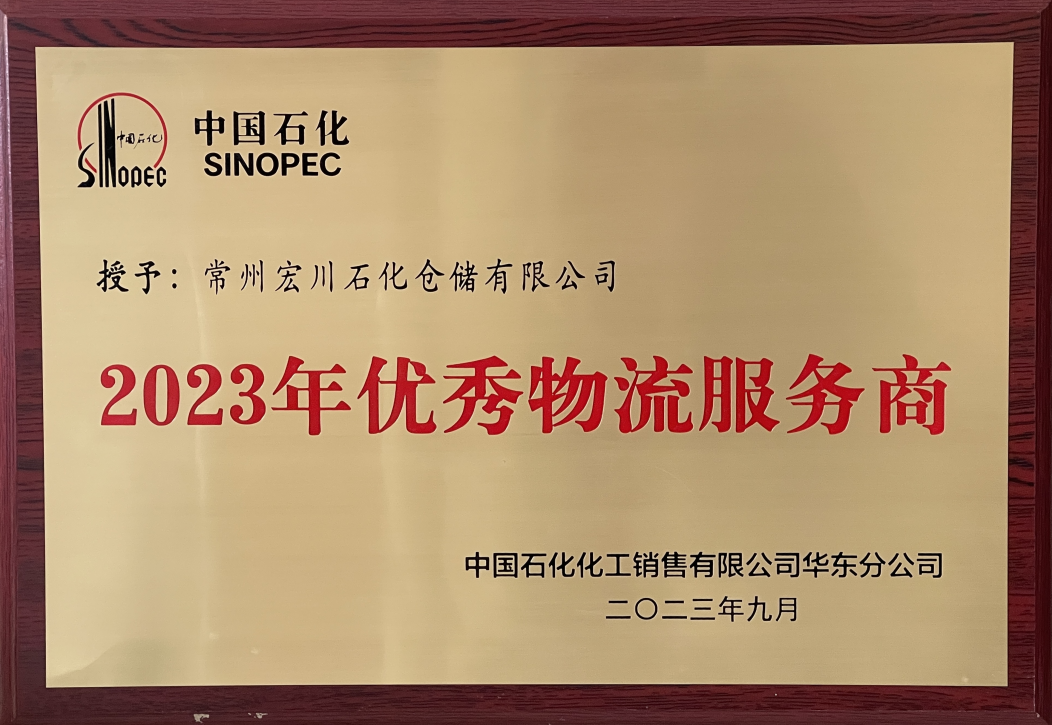 中国石化
SINOPEC
中国石化
SINOPEC
授予：常州宏川石化仓储有限公司
2023年优秀物流服务商
中国石化化工销售有限公司华东分公司
二〇二三年九月